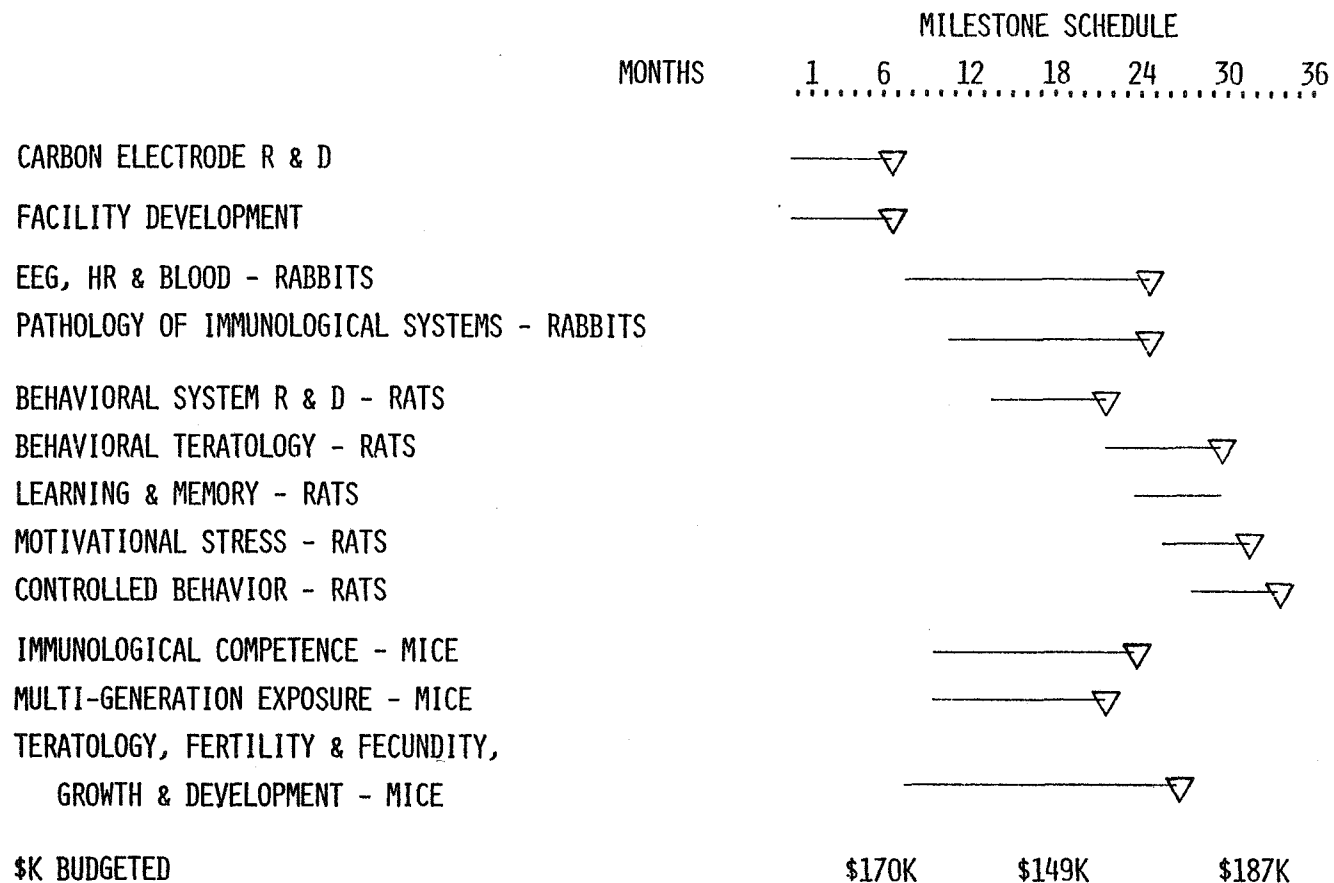 MILESTONE SCHEDULE
MONTHS 1 6 12 18 24 30 36
CARBON ELECTRODE R & D
FACILITY DEVELOPMENT
EEG, HR & BLOOD - RABBITS
PATHOLOGY OF IMMUNOLOGICAL SYSTEMS - RABBITS
BEHAVIORAL SYSTEM R & D - RATS
BEHAVIORAL TERATOLOGY - RATS
LEARNING & MEMORY - RATS
MOTIVATIONAL STRESS - RATS
CONTROLLED BEHAVIOR - RATS
IMMUNOLOGICAL COMPETENCE - MICE
MULTI-GENERATION EXPOSURE - MICE
TERATOLOGY, FERTILITY & FECUNDITY,
GROWTH & DEVELOPMENT - MICE
$K BUDGETED $170K $149K $187K